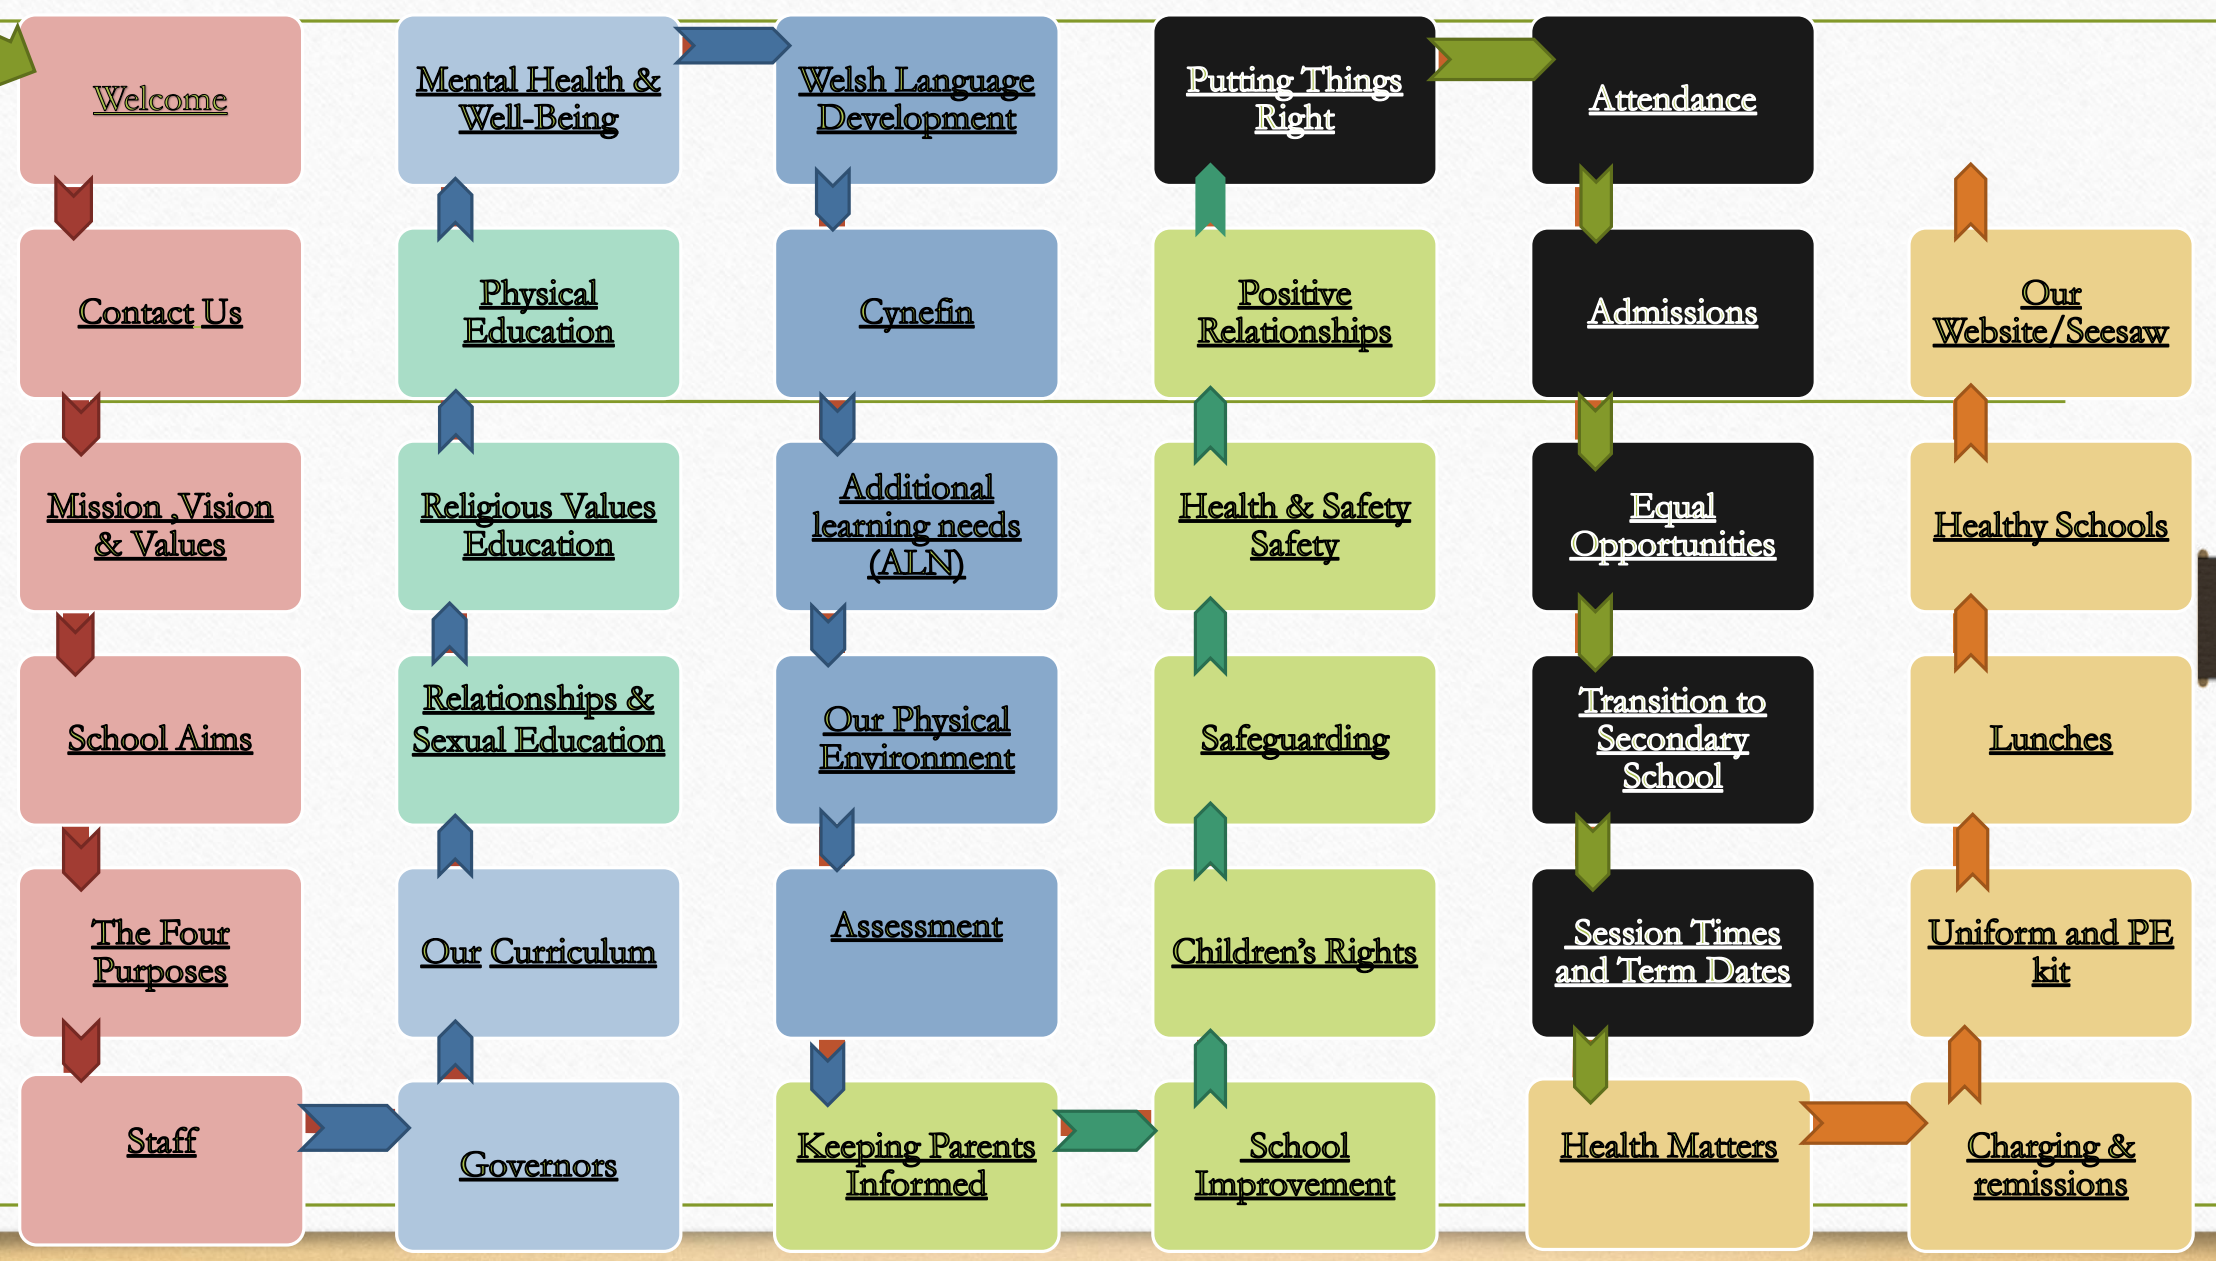 Welcome
Contact Us
Mission ,Vision
& Values
School Aims
The Four
Purposes
Staff
Governors
Our Curriculum
Relationships &
Sexual Education
Religious Values
Education
Physical
Education
Mental Health &
Well-Being
Welsh Language
Development
Cynefin
Additional
learning needs
(ALN)
Our Physical
Environment
Assessment
Keeping Parents
Informed
School
Improvement
Children’s Rights
Safeguarding
Health & Safety
Safety
Positive
Relationships
Putting Things
Right
Attendance
Admissions
Equal
Opportunities
Transition to
Secondary
School
Session Times
and Term Dates
Health Matters
Charging &
remissions
Uniform and PE
kit
Lunches
Healthy Schools
Our
Website/Seesaw